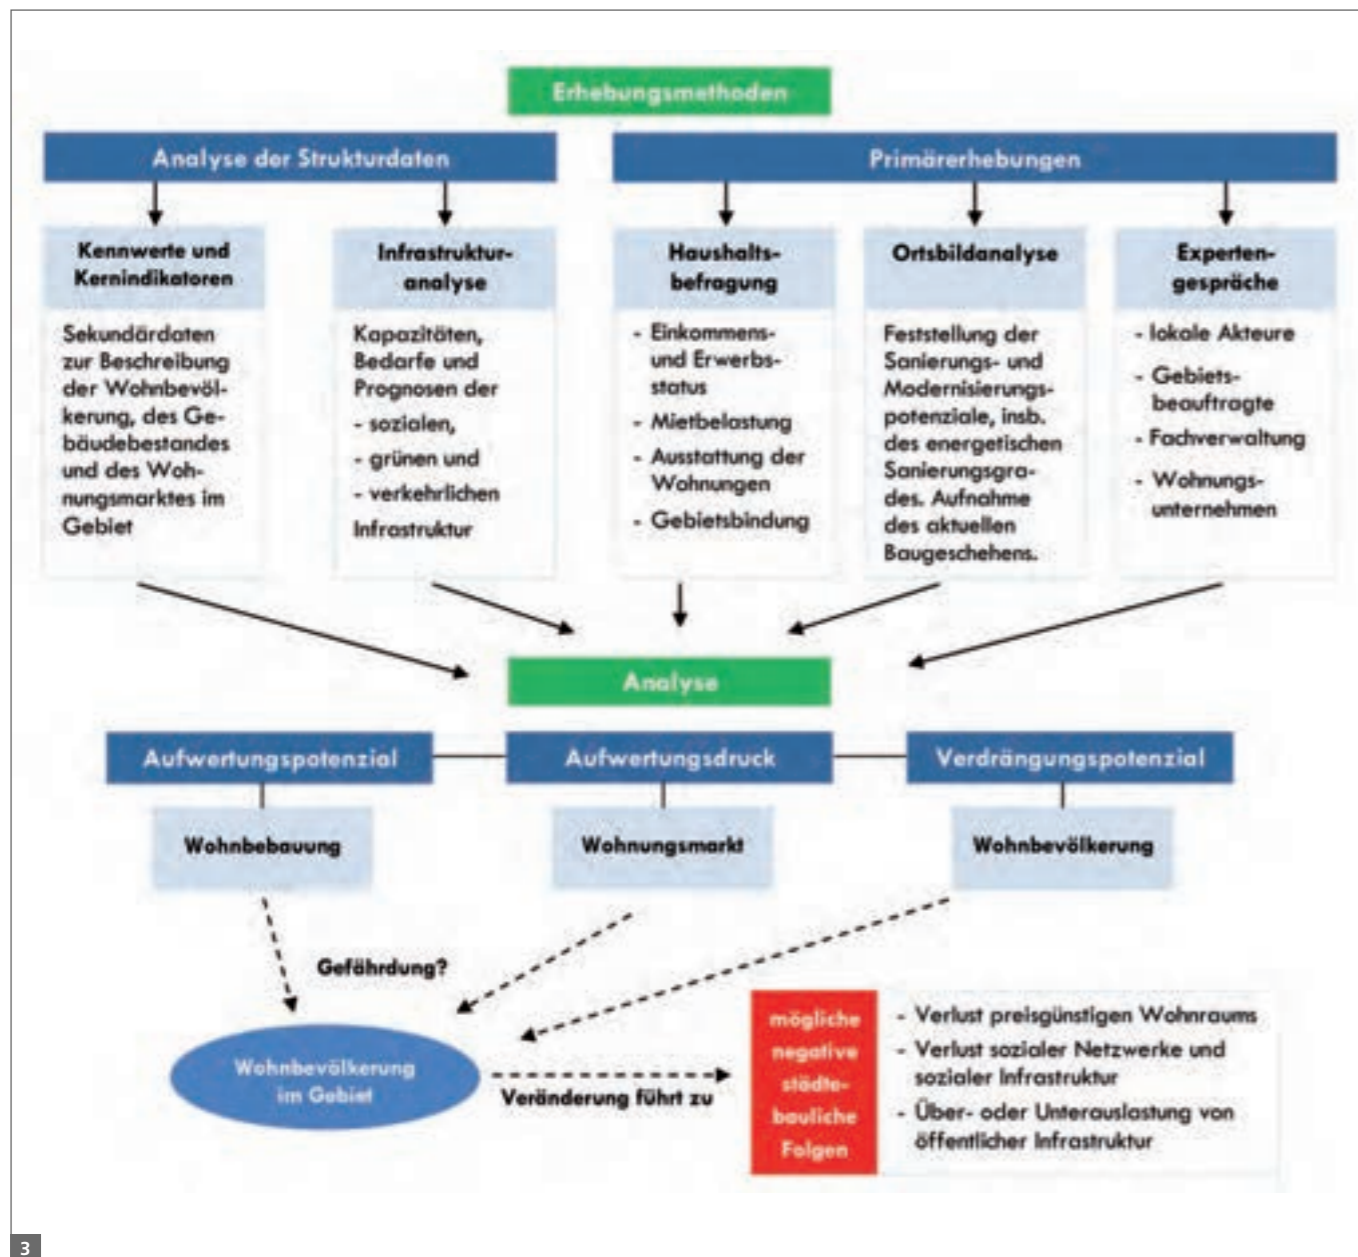 Erhebungsmethoden
Analyse der Strukturdaten
Primärerhebungen
Kennwerte und
Kernindikatoren
Sekundärdaten
zur Beschreibung
der Wohnbevöl-
kerung, des Ge-
bäudebestandes
und des Woh-
nungsmarktes im
Gebiet
Infrastruktur-
analyse
Kapazitäten,
Bedarfe und
Prognosen der
- sozialen,
- grünen und
- verkehrlichen
Infrastruktur
Haushalts-
befragung
- Einkommens-
und Erwerbs-
status
- Mietbelastung
- Ausstattung der
Wohnungen
- Gebietsbindung
Ortsbildanalyse
Feststellung der
Sanierungs- und
Modernisierungs-
potenziale, insb.
des energetischen
Sanierungsgra-
des. Aufnahme
des aktuellen
Baugeschehens.
Experten-
gespräche
- lokale Akteure
- Gebiets-
beauftragte
- Fachverwaltung
- Wohnungs-
unternehmen
Analyse
Aufwertungspotenzial
Aufwertungsdruck
Verdrängungspotenzial
Wohnbebauung
Wohnungsmarkt
Wohnbevölkerung
Gefährdung?
Wohnbevölkerung
im Gebiet
Veränderung führt zu
mögliche
negative
städte-
bauliche
Folgen
- Verlust preisgünstigen Wohnraums
- Verlust sozialer Netzwerke und
sozialer Infrastruktur
- Über- oder Unterauslastung von
öffentlicher Infrastruktur
3